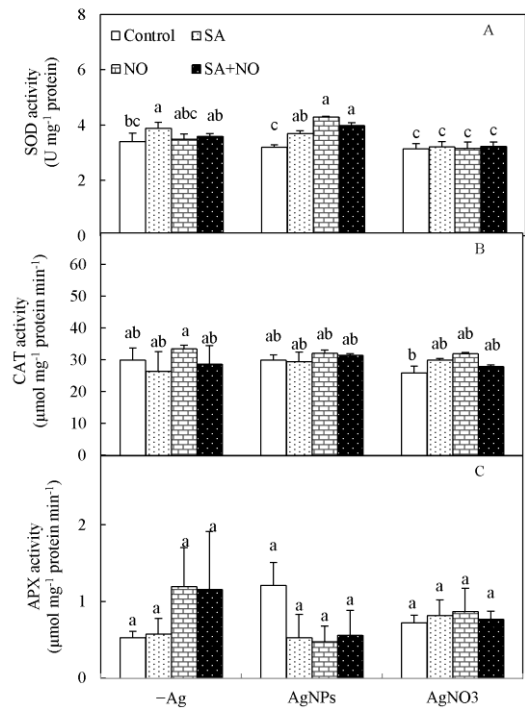 A
Control
SA
NO
SA+NO
SOD activity
(U mg⁻¹ protein)
8
6
4
2
0
bc
a
abc
ab
c
ab
a
a
c
c
c
c
B
CAT activity
(µmol mg⁻¹ protein min⁻¹)
60
50
40
30
20
10
0
ab
ab
a
ab
ab
ab
ab
ab
b
ab
ab
ab
C
APX activity
(µmol mg⁻¹ protein min⁻¹)
2
1
0
a
a
a
a
a
a
a
a
a
a
a
a
−Ag
AgNPs
AgNO3